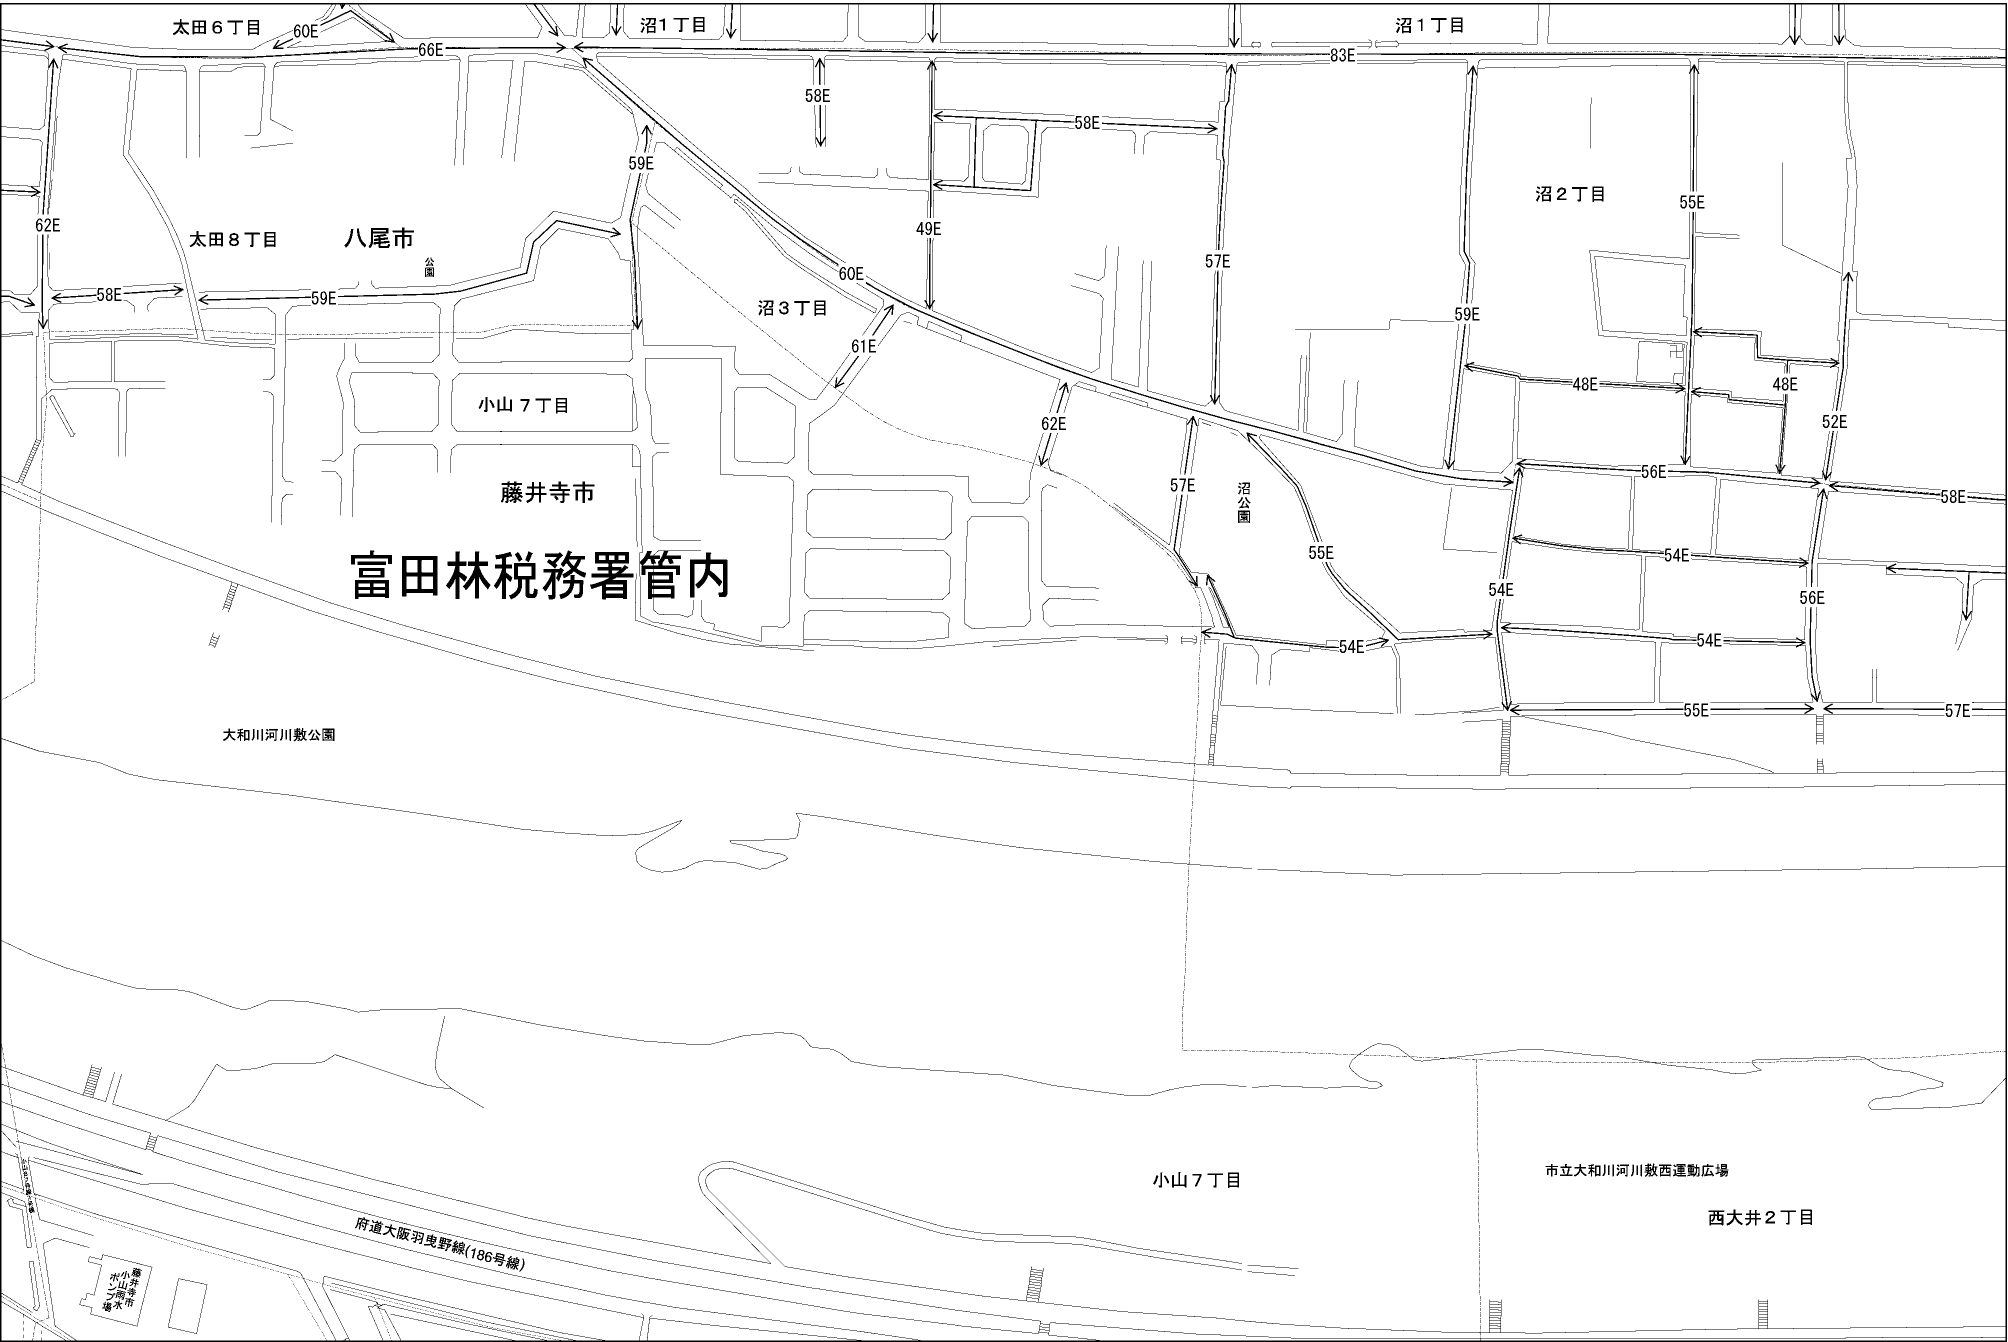 太田６丁目
60E
沼１丁目
沼１丁目
66E
83E
58E
58E
59E
62E
太田８丁目
八尾市
公園
49E
57E
沼２丁目
55E
60E
58E
59E
沼３丁目
59E
61E
48E
48E
小山７丁目
62E
52E
藤井寺市
57E
沼公園
56E
58E
富田林税務署管内
55E
54E
54E
56E
54E
54E
55E
57E
大和川河川敷公園
小山７丁目
市立大和川河川敷西運動広場
西大井２丁目
府道大阪羽曳野線(186号線)
藤井寺市
小山雨水
ポンプ場